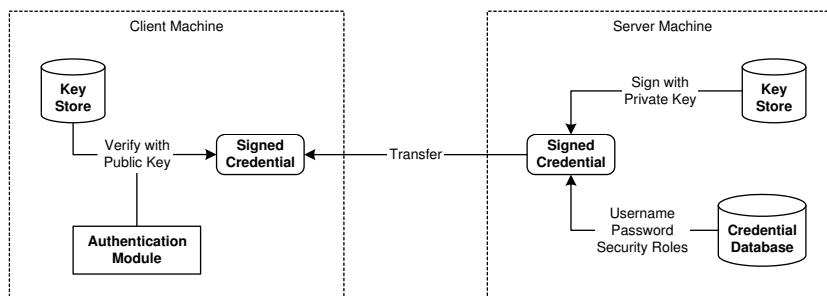 Client Machine
Key
Store
Verify with
Public Key
Signed
Credential
Authentication
Module
Transfer
Server Machine
Sign with
Private Key
Key
Store
Signed
Credential
Username
Password
Security Roles
Credential
Database